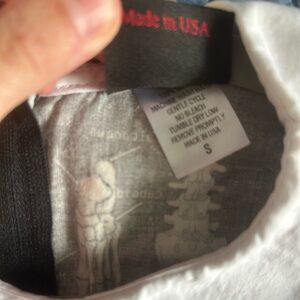 Made in USA
MACHINE WASH
GENTLE CYCLE
NO BLEACH
TUMBLE DRY LOW
REMOVE PROMPTLY
MADE IN USA
S